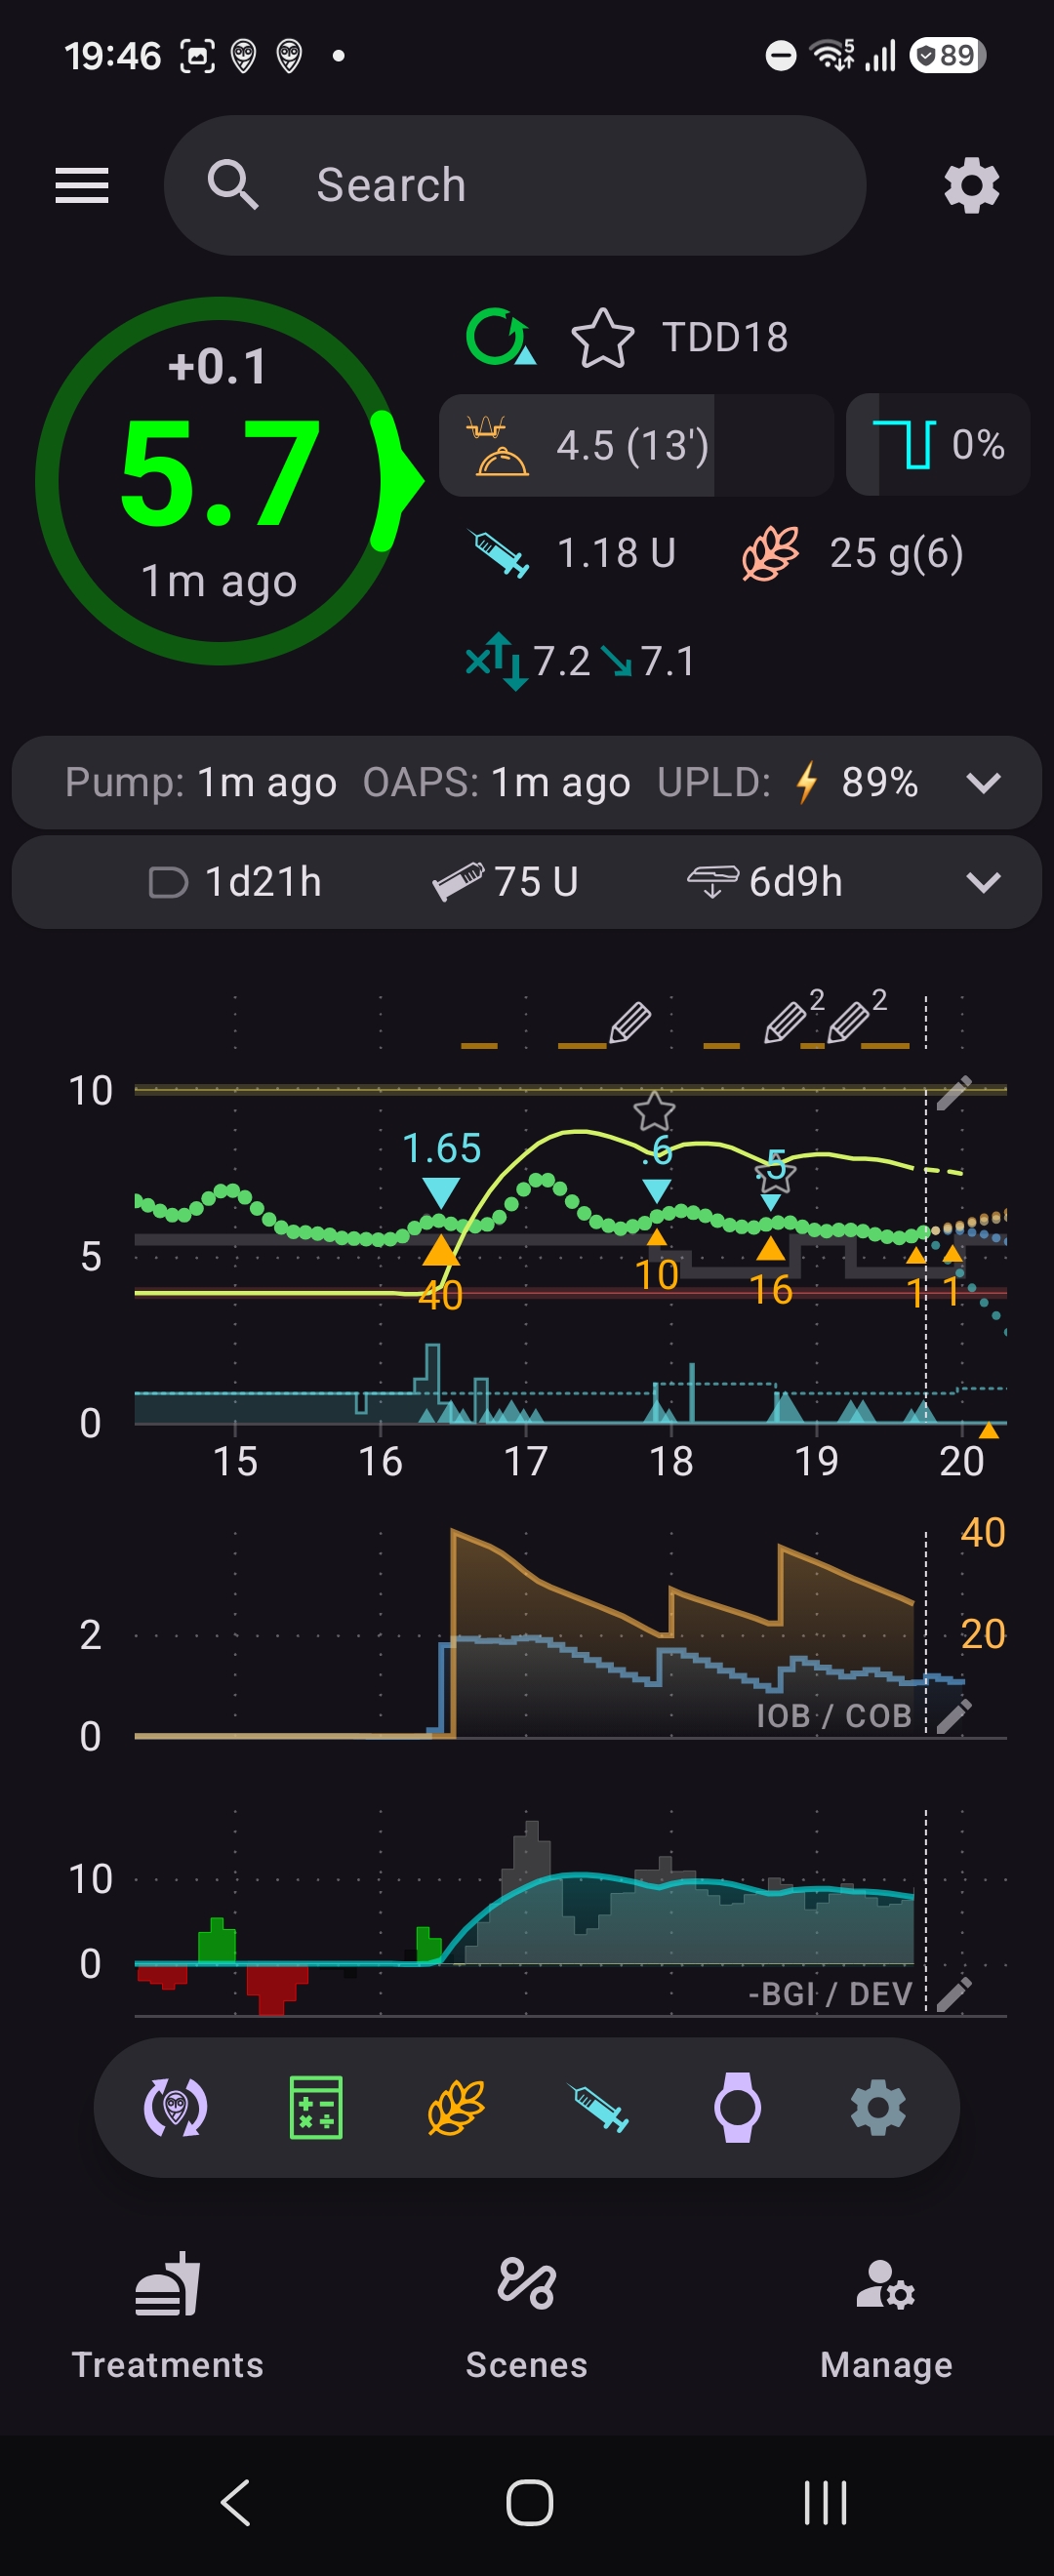 19:46 5 89
Search
+0.1
5.7
1m ago
TDD18
4.5 (13') 0%
1.18 U 25 g(6)
7.2 7.1
Pump: 1m ago OAPS: 1m ago UPLD: ⚡ 89%
1d21h 75 U 6d9h
2 2
10
1.65 .6 .5
5
40 10 16 1 1
0
15 16 17 18 19 20
40
2 20
IOB / COB
0
10
0
-BGI / DEV
Treatments Scenes Manage